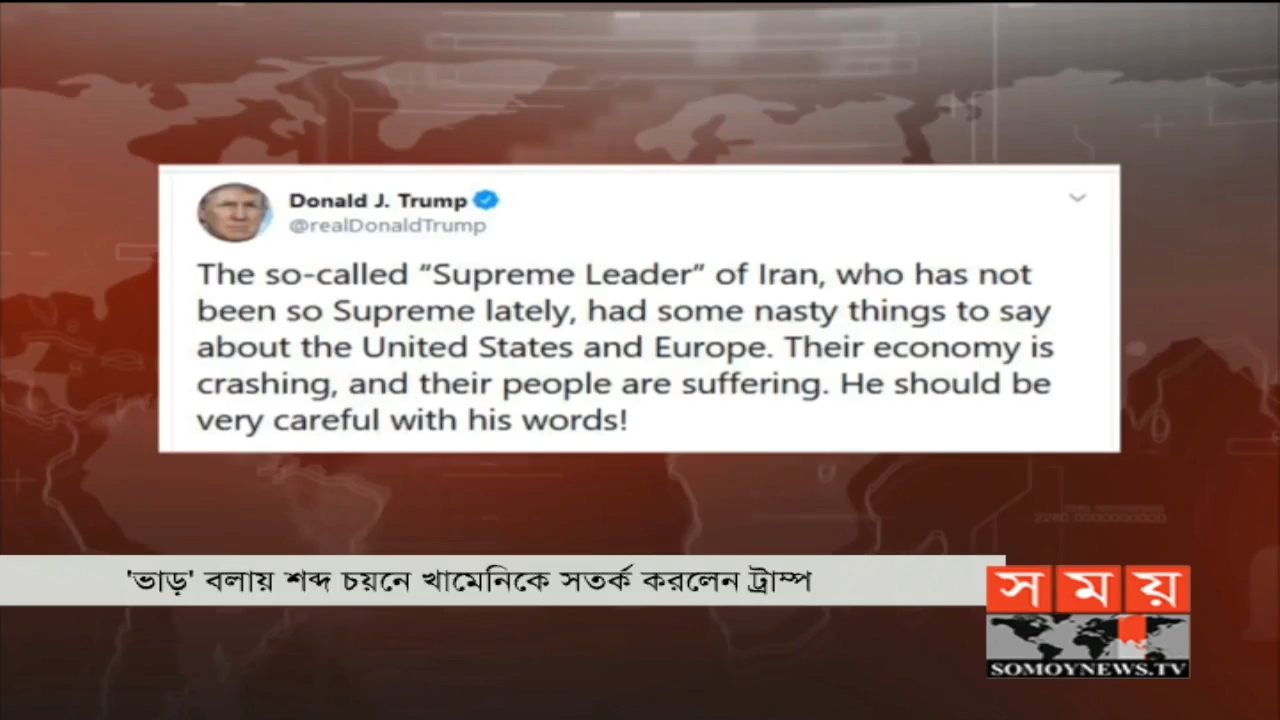 Donald J. Trump
@realDonaldTrump
The so-called “Supreme Leader” of Iran, who has not
been so Supreme lately, had some nasty things to say
about the United States and Europe. Their economy is
crashing, and their people are suffering. He should be
very careful with his words!
'ভাড়' বলায় শব্দ চয়নে খামেনিকে সতর্ক করলেন ট্রাম্প
সময়
SOMOYNEWS.TV